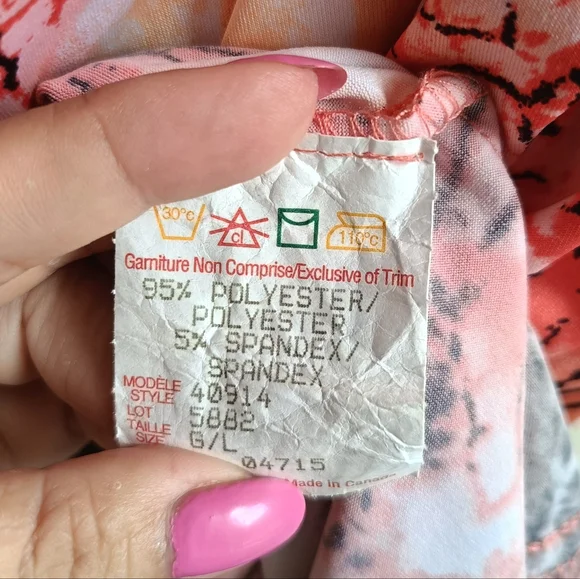 30°c cl 110°c
Garniture Non Comprise/Exclusive of Trim
95% POLYESTER/
POLYESTER
5% SPANDEX/
SPANDEX
MODÈLE
STYLE 40914
LOT 5882
TAILLE
SIZE G/L
04715
Made in Canada